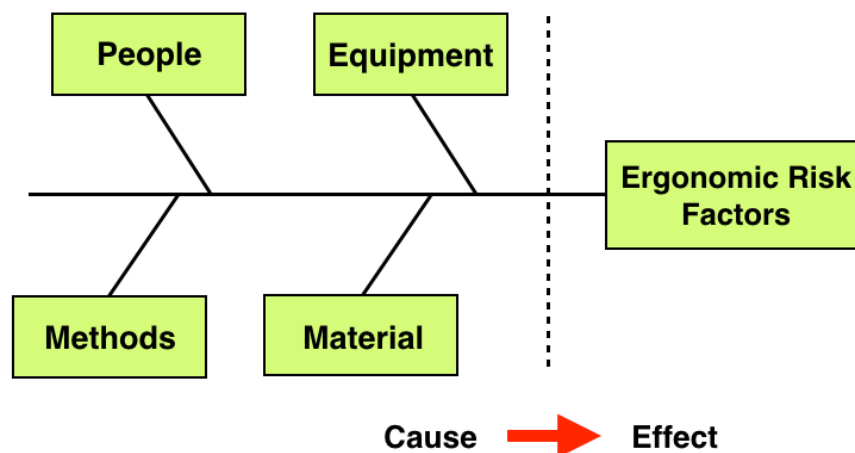 People
Equipment
Ergonomic Risk
Factors
Methods
Material
Cause
Effect